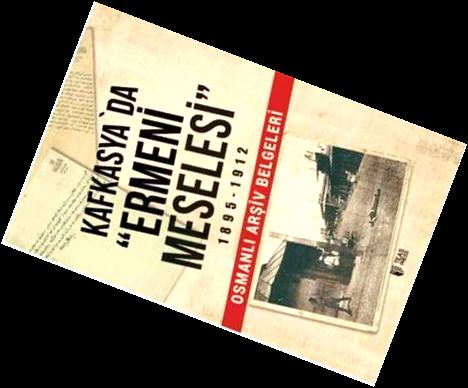 KAFKASYA`DA
“ERMENİ
MESELESİ”
1895-1912
OSMANLI ARŞİV BELGELERİ